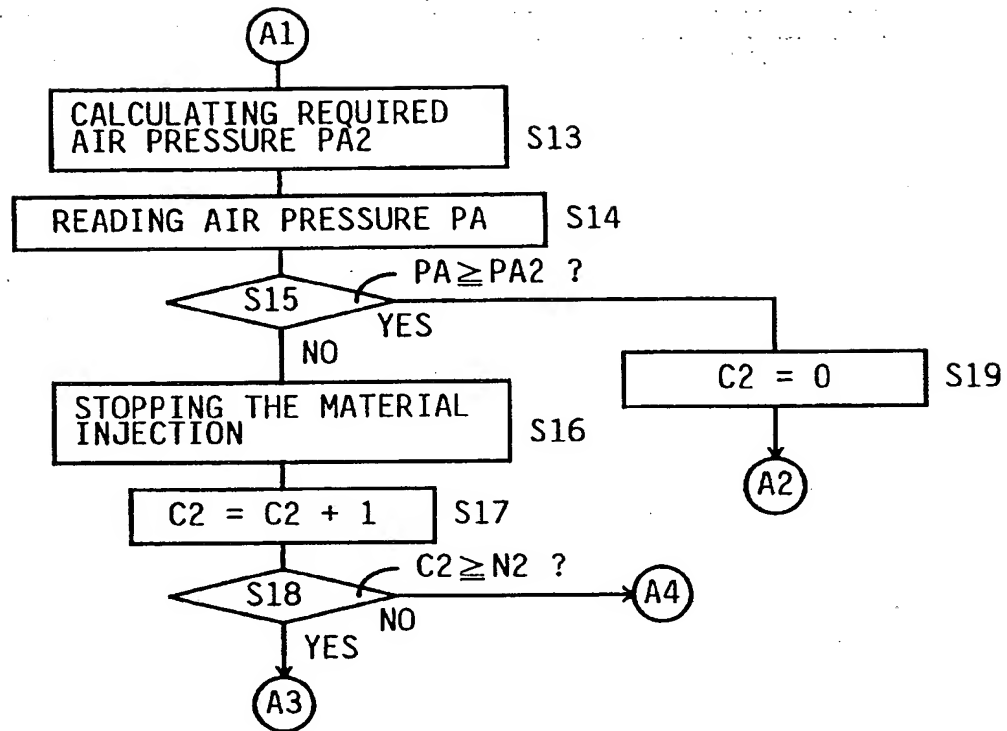 A1
CALCULATING REQUIRED
AIR PRESSURE PA2
S13
READING AIR PRESSURE PA
S14
PA≧PA2 ?
S15
YES
NO
C2 = 0
S19
STOPPING THE MATERIAL
INJECTION
S16
A2
C2 = C2 + 1
S17
C2≧N2 ?
S18
NO
A4
YES
A3